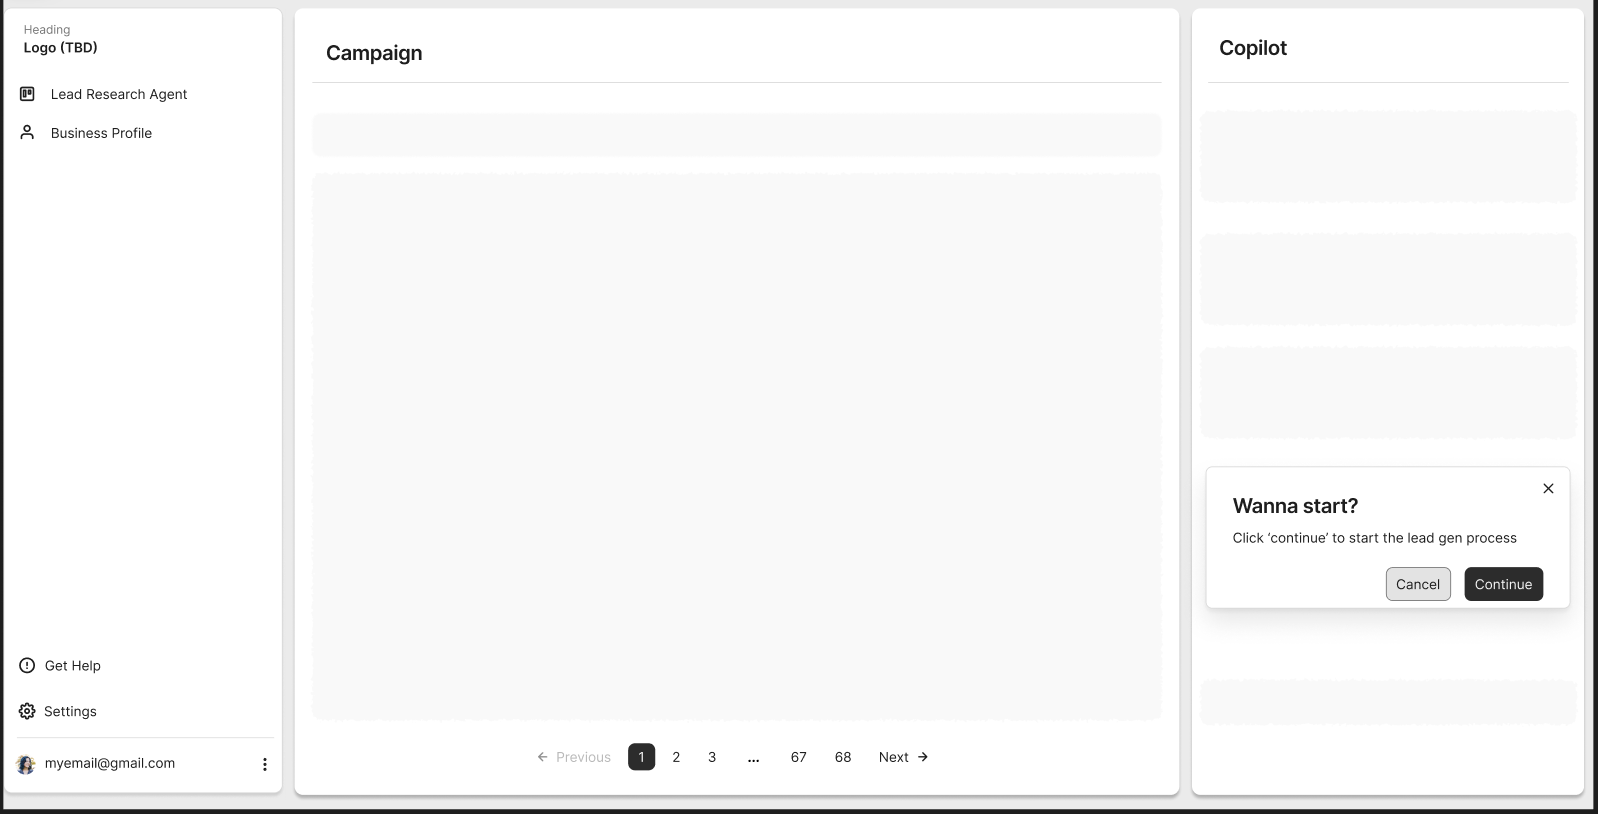 Heading
Logo (TBD)
Lead Research Agent
Business Profile
Get Help
Settings
myemail@gmail.com
Campaign
← Previous 1 2 3 ... 67 68 Next →
Copilot
Wanna start?
Click ‘continue’ to start the lead gen process
Cancel Continue